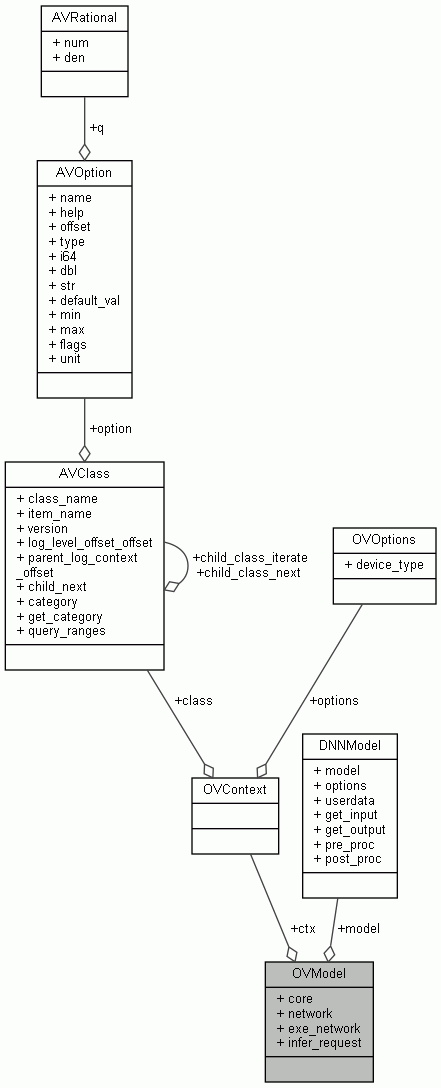 AVRational
+ num
+ den
+q
AVOption
+ name
+ help
+ offset
+ type
+ i64
+ dbl
+ str
+ default_val
+ min
+ max
+ flags
+ unit
+option
AVClass
+ class_name
+ item_name
+ version
+ log_level_offset_offset
+ parent_log_context
_offset
+ child_next
+ category
+ get_category
+ query_ranges
+child_class_iterate
+child_class_next
OVOptions
+ device_type
+class
+options
DNNModel
+ model
+ options
+ userdata
+ get_input
+ get_output
+ pre_proc
+ post_proc
OVContext
+ctx
+model
OVModel
+ core
+ network
+ exe_network
+ infer_request